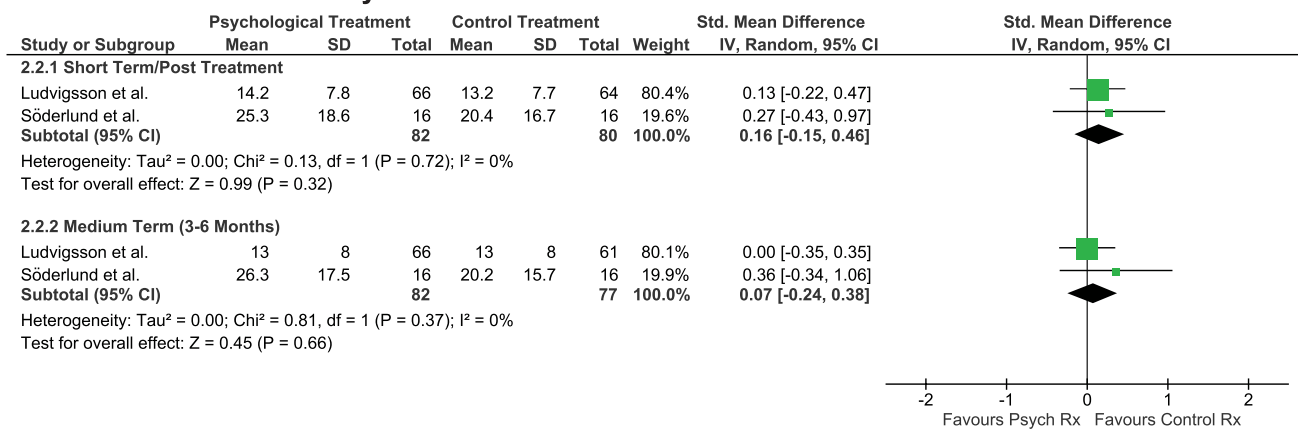 Psychological Treatment Control Treatment Std. Mean Difference Std. Mean Difference
Study or Subgroup Mean SD Total Mean SD Total Weight IV, Random, 95% CI IV, Random, 95% CI
2.2.1 Short Term/Post Treatment
Ludvigsson et al. 14.2 7.8 66 13.2 7.7 64 80.4% 0.13 [-0.22, 0.47]
Söderlund et al. 25.3 18.6 16 20.4 16.7 16 19.6% 0.27 [-0.43, 0.97]
Subtotal (95% CI) 82 80 100.0% 0.16 [-0.15, 0.46]
Heterogeneity: Tau² = 0.00; Chi² = 0.13, df = 1 (P = 0.72); I² = 0%
Test for overall effect: Z = 0.99 (P = 0.32)
2.2.2 Medium Term (3-6 Months)
Ludvigsson et al. 13 8 66 13 8 61 80.1% 0.00 [-0.35, 0.35]
Söderlund et al. 26.3 17.5 16 20.2 15.7 16 19.9% 0.36 [-0.34, 1.06]
Subtotal (95% CI) 82 77 100.0% 0.07 [-0.24, 0.38]
Heterogeneity: Tau² = 0.00; Chi² = 0.81, df = 1 (P = 0.37); I² = 0%
Test for overall effect: Z = 0.45 (P = 0.66)
-2 -1 0 1 2
Favours Psych Rx Favours Control Rx